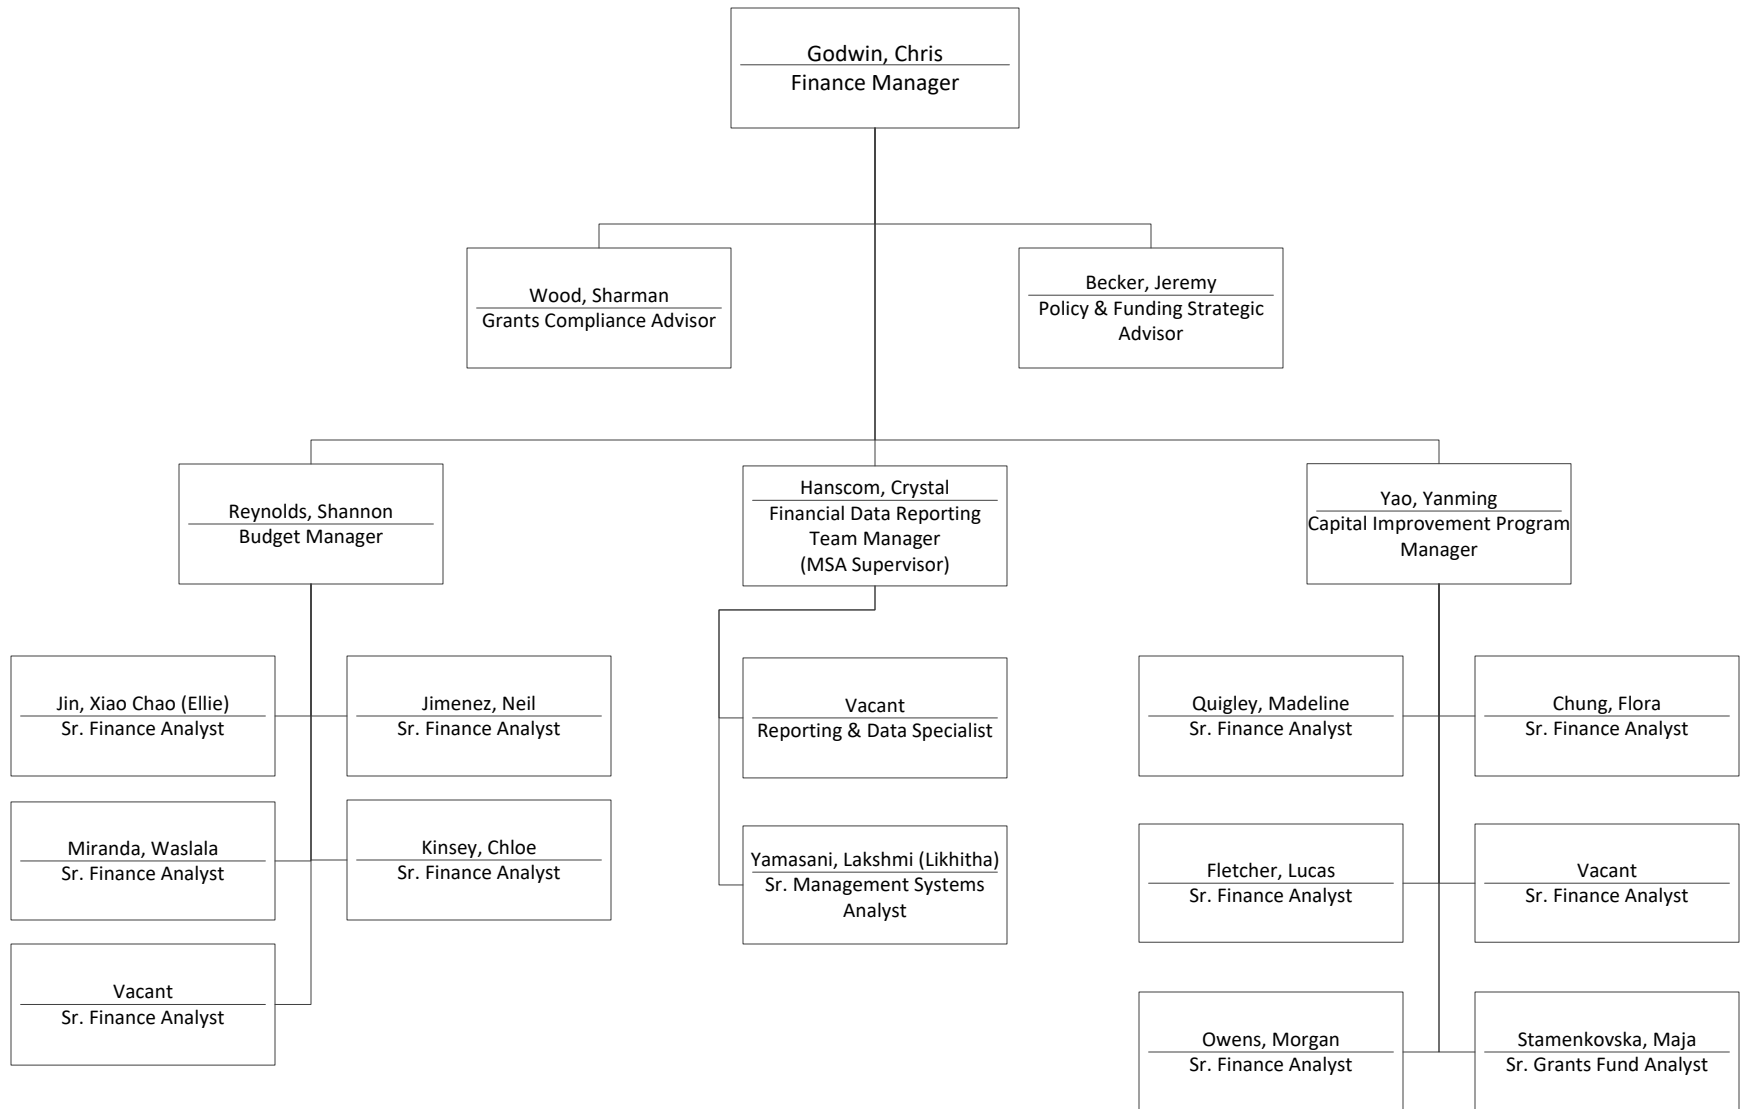 Godwin, Chris
Finance Manager
Wood, Sharman
Grants Compliance Advisor
Becker, Jeremy
Policy & Funding Strategic
Advisor
Reynolds, Shannon
Budget Manager
Hanscom, Crystal
Financial Data Reporting
Team Manager
(MSA Supervisor)
Yao, Yanming
Capital Improvement Program
Manager
Jin, Xiao Chao (Ellie)
Sr. Finance Analyst
Jimenez, Neil
Sr. Finance Analyst
Vacant
Reporting & Data Specialist
Quigley, Madeline
Sr. Finance Analyst
Chung, Flora
Sr. Finance Analyst
Miranda, Waslala
Sr. Finance Analyst
Kinsey, Chloe
Sr. Finance Analyst
Yamasani, Lakshmi (Likhitha)
Sr. Management Systems
Analyst
Fletcher, Lucas
Sr. Finance Analyst
Vacant
Sr. Finance Analyst
Vacant
Sr. Finance Analyst
Owens, Morgan
Sr. Finance Analyst
Stamenkovska, Maja
Sr. Grants Fund Analyst